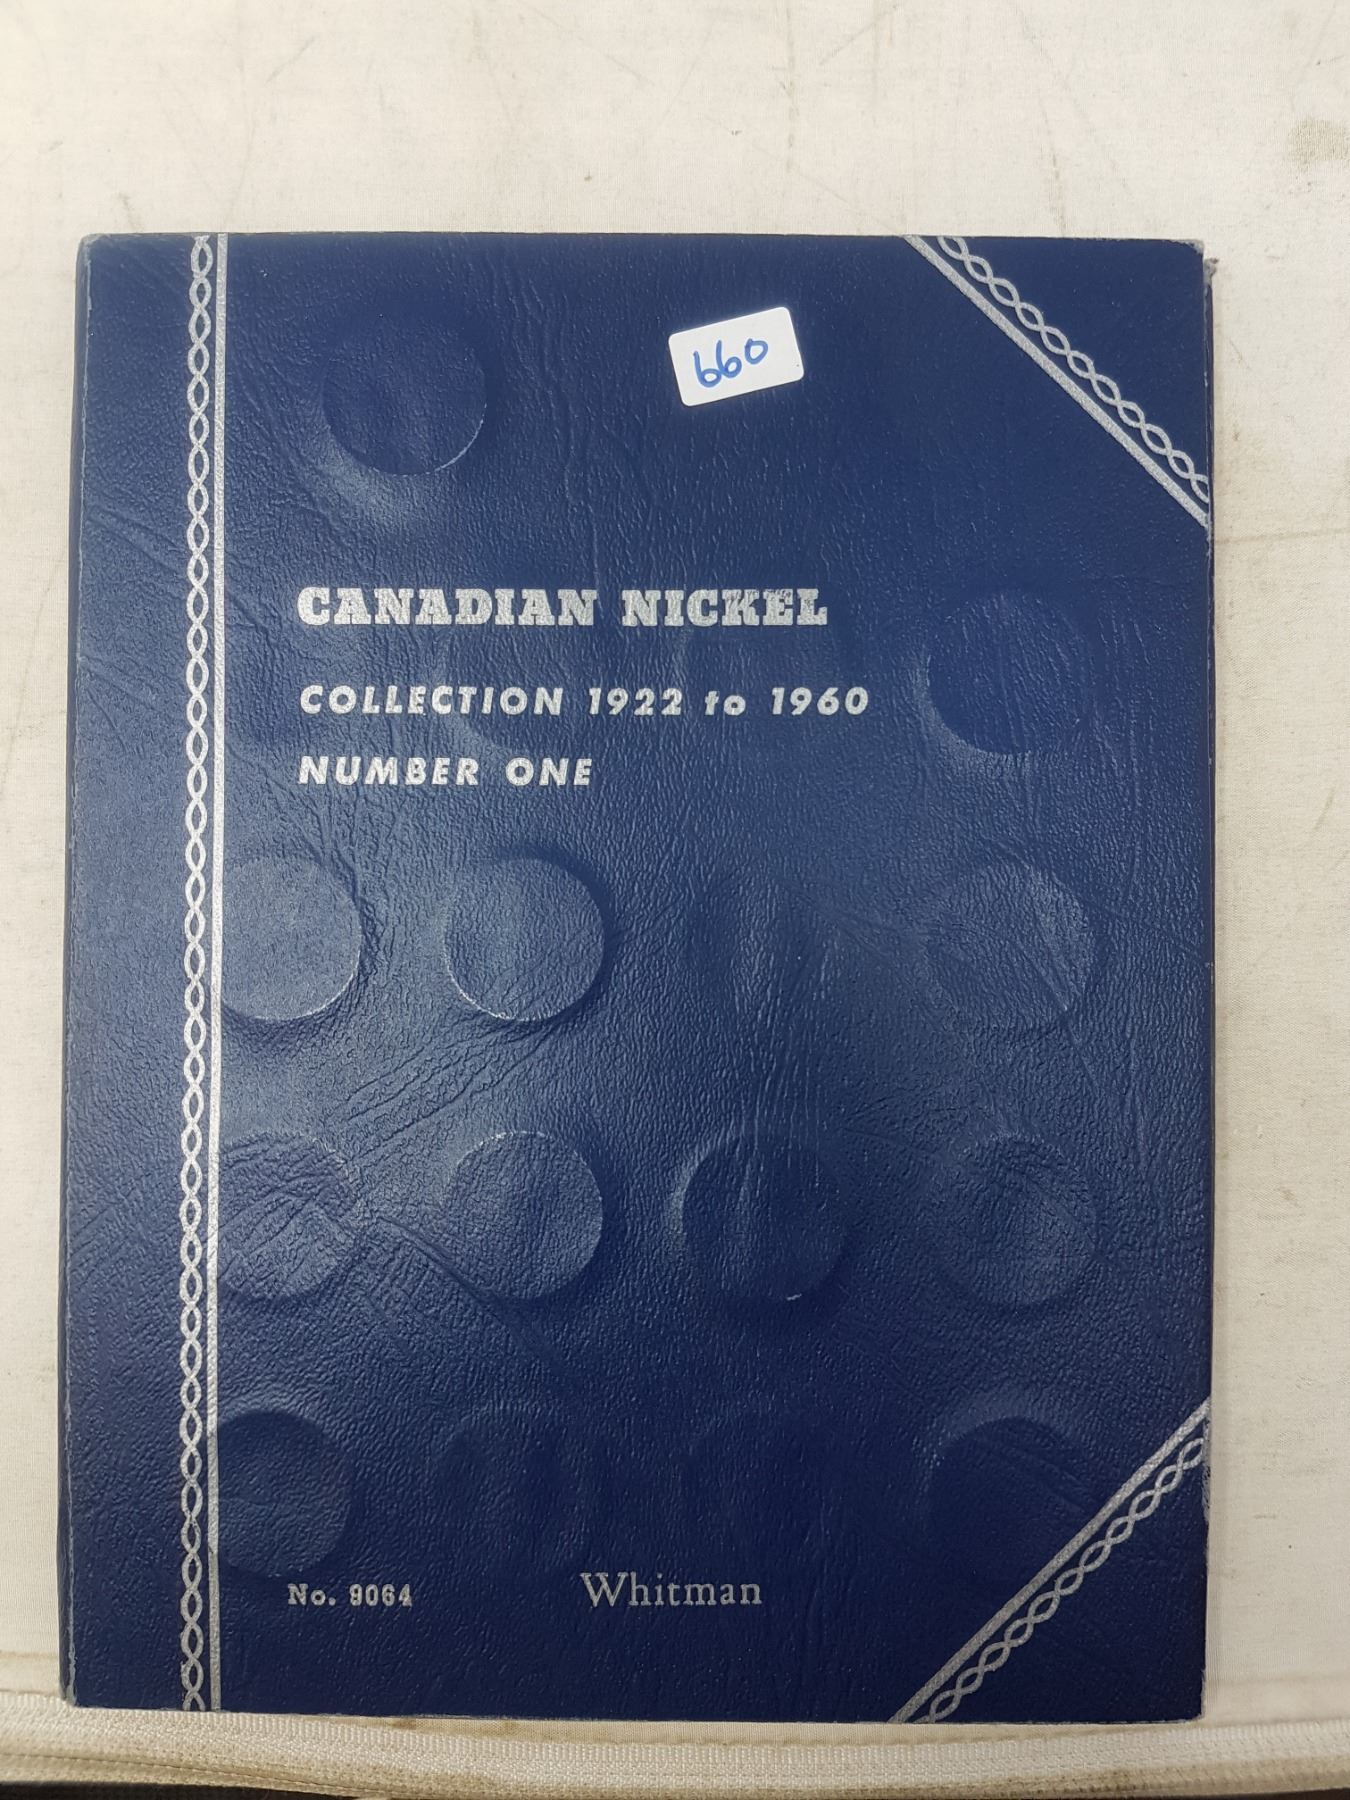 660
CANADIAN NICKEL
COLLECTION 1922 to 1960
NUMBER ONE
No. 9064 Whitman